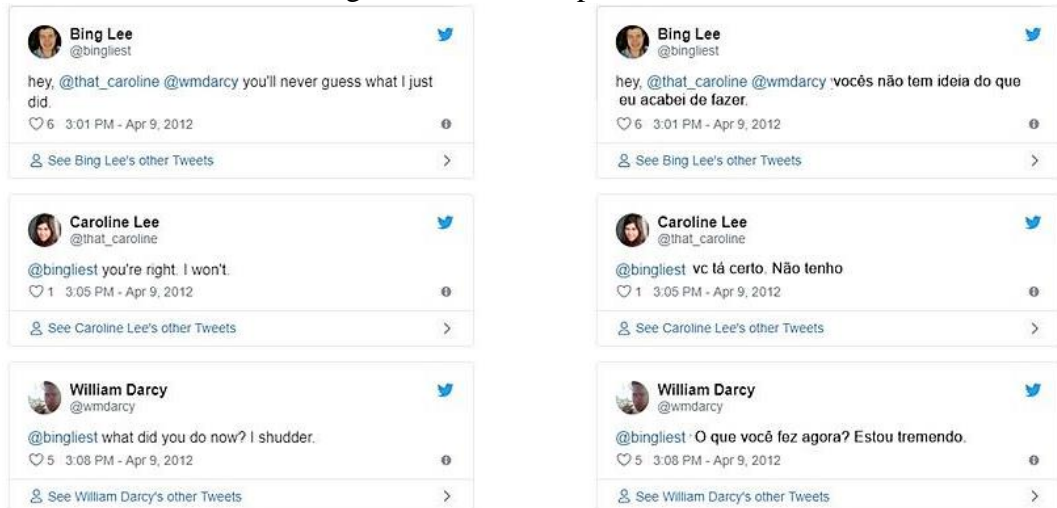 Bing Lee
@bingliest
hey, @that_caroline @wmdarcy you'll never guess what I just
did.
6 3:01 PM - Apr 9, 2012
See Bing Lee's other Tweets
Caroline Lee
@that_caroline
@bingliest you're right. I won't.
1 3:05 PM - Apr 9, 2012
See Caroline Lee's other Tweets
William Darcy
@wmdarcy
@bingliest what did you do now? I shudder.
5 3:08 PM - Apr 9, 2012
See William Darcy's other Tweets
Bing Lee
@bingliest
hey, @that_caroline @wmdarcy vocês não tem ideia do que
eu acabei de fazer.
6 3:01 PM - Apr 9, 2012
See Bing Lee's other Tweets
Caroline Lee
@that_caroline
@bingliest vc tá certo. Não tenho
1 3:05 PM - Apr 9, 2012
See Caroline Lee's other Tweets
William Darcy
@wmdarcy
@bingliest O que você fez agora? Estou tremendo.
5 3:08 PM - Apr 9, 2012
See William Darcy's other Tweets